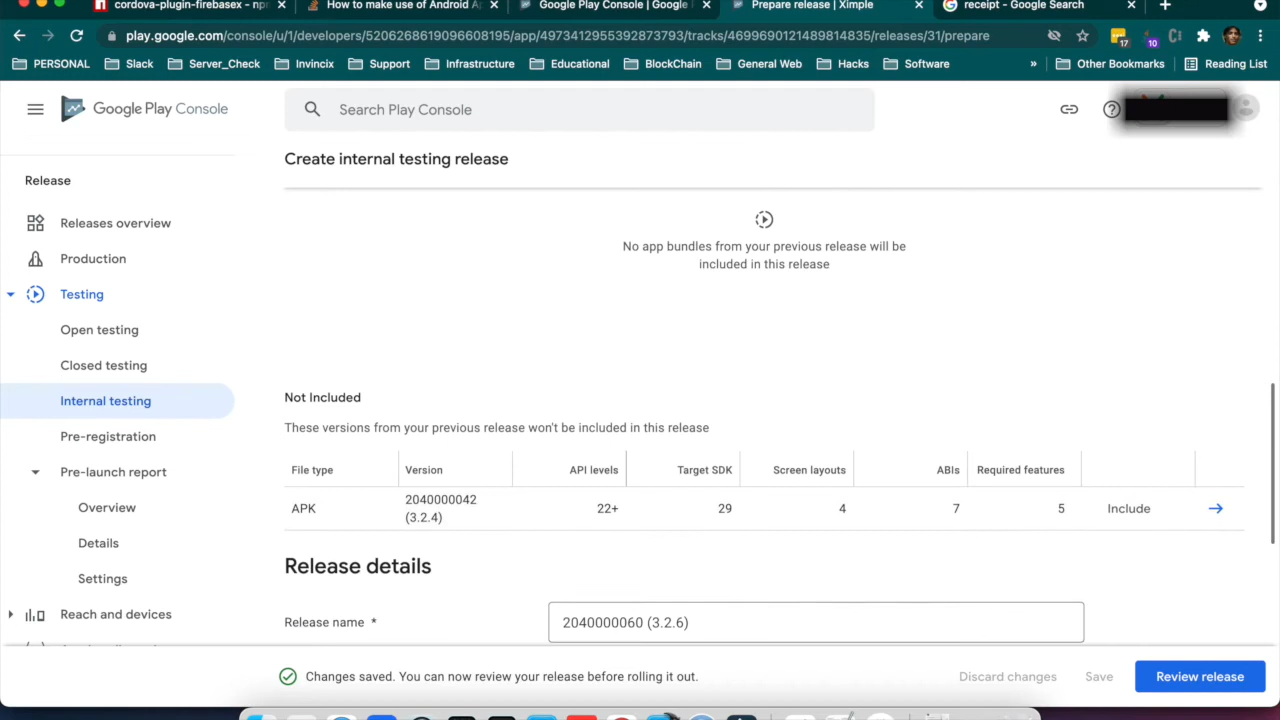 cordova-plugin-firebasex - np
How to make use of Android A
Google Play Console | Google
Prepare release | Ximple
receipt - Google Search
play.google.com/console/u/1/developers/5206268619096608195/app/4973412955392873793/tracks/4699690121489814835/releases/31/prepare
17
10
PERSONAL
Slack
Server_Check
Invincix
Support
Infrastructure
Educational
BlockChain
General Web
Hacks
Software
»
Other Bookmarks
Reading List
Google Play Console
Search Play Console
Create internal testing release
Release
Releases overview
Production
Testing
Open testing
Closed testing
Internal testing
Pre-registration
Pre-launch report
Overview
Details
Settings
Reach and devices
No app bundles from your previous release will be
included in this release
Not Included
These versions from your previous release won't be included in this release
File type Version API levels Target SDK Screen layouts ABIs Required features
APK 2040000042 (3.2.4) 22+ 29 4 7 5 Include
Release details
Release name * 2040000060 (3.2.6)
Changes saved. You can now review your release before rolling it out.
Discard changes
Save
Review release